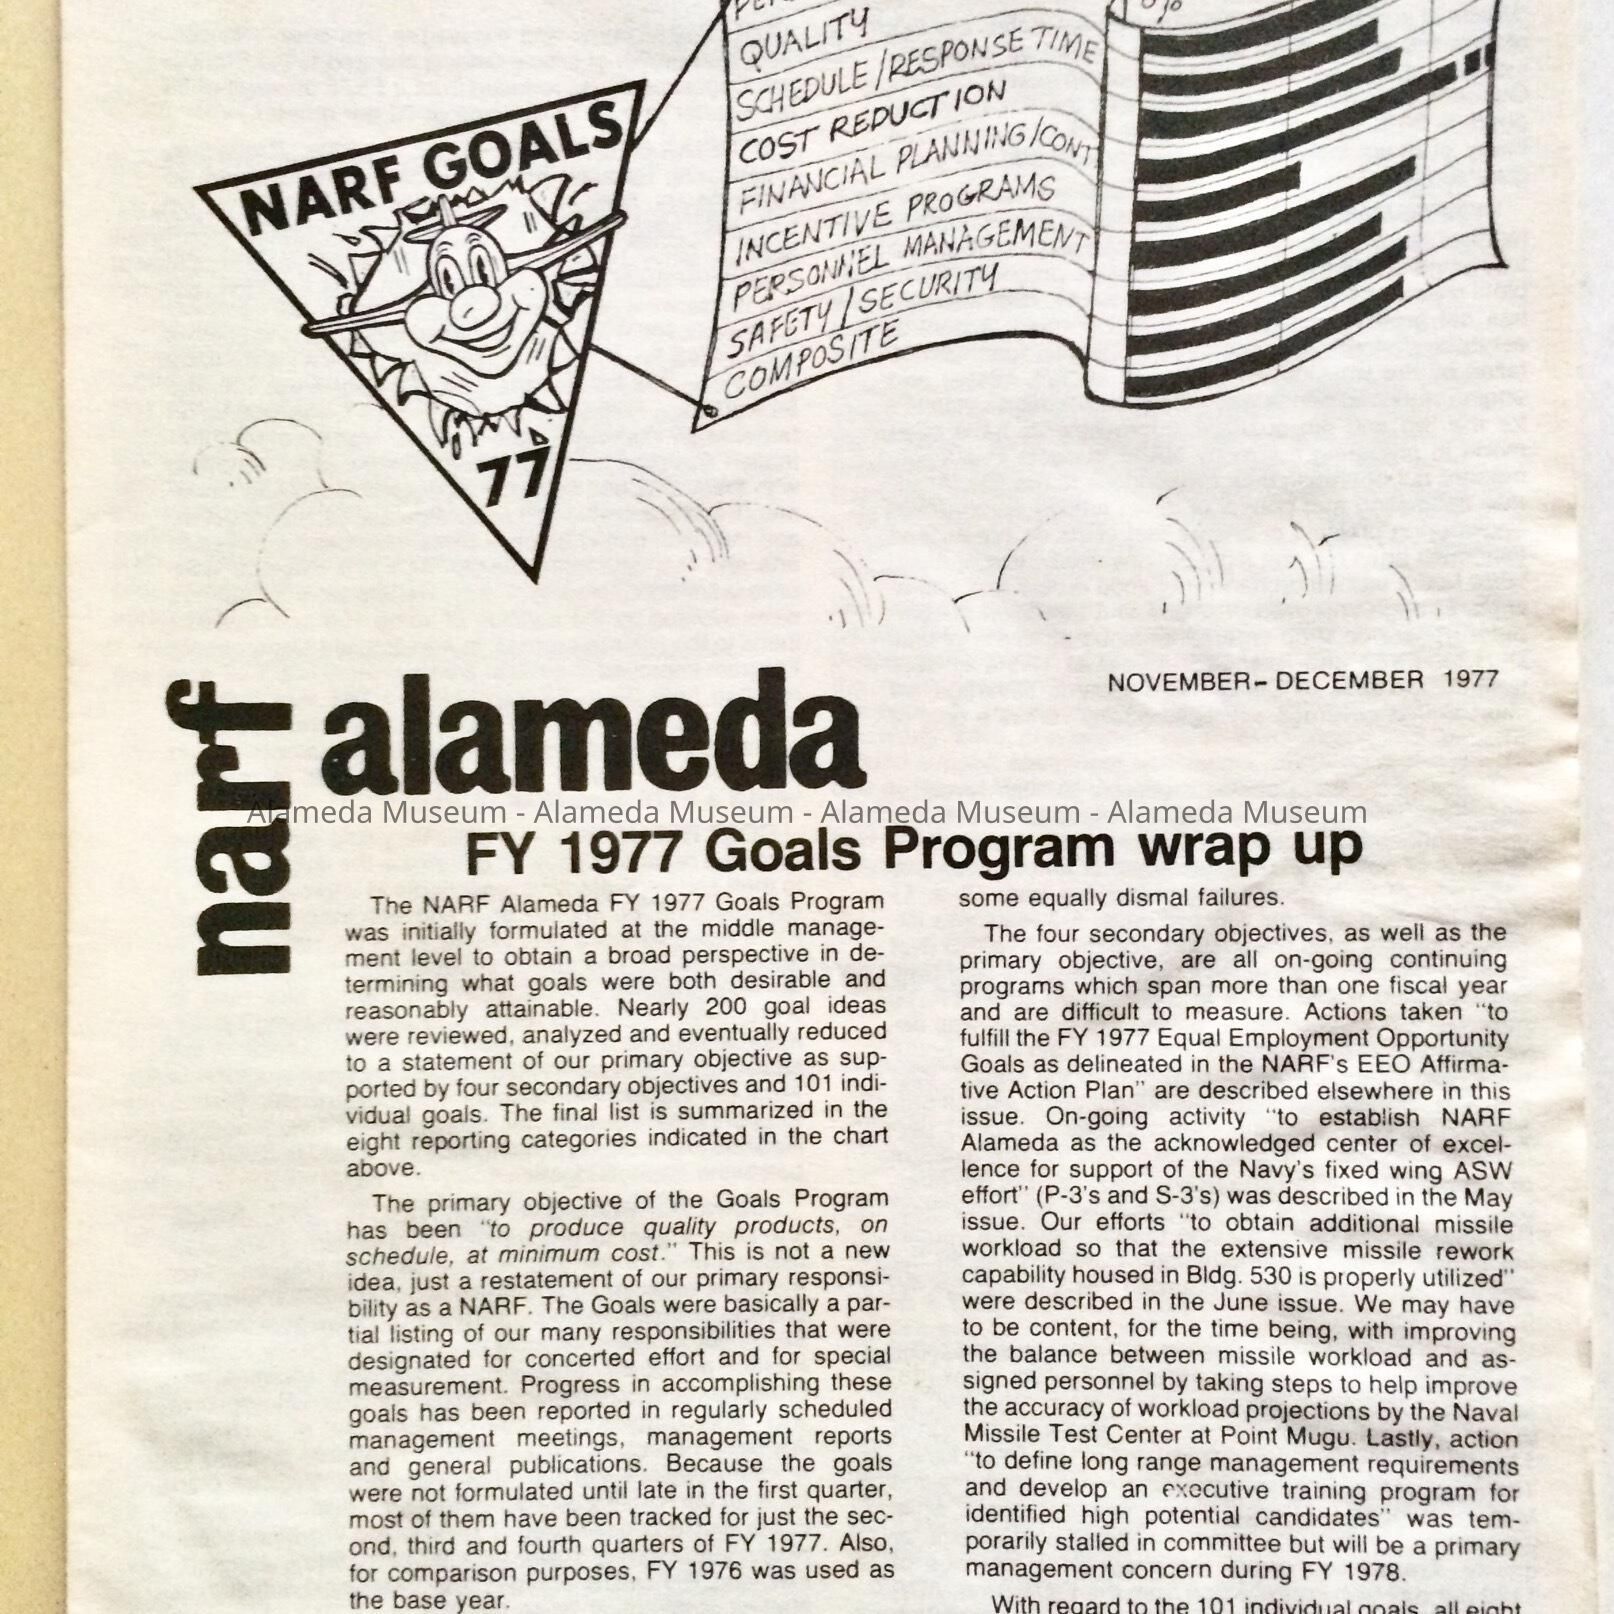 QUALITY
SCHEDULE/RESPONSE TIME
COST REDUCTION
FINANCIAL PLANNING/CONT
INCENTIVE PROGRAMS
PERSONNEL MANAGEMENT
SAFETY/SECURITY
COMPOSITE
NARF GOALS
77
narf alameda
NOVEMBER-DECEMBER 1977
Alameda Museum - Alameda Museum - Alameda Museum - Alameda Museum
FY 1977 Goals Program wrap up
The NARF Alameda FY 1977 Goals Program
was initially formulated at the middle manage-
ment level to obtain a broad perspective in de-
termining what goals were both desirable and
reasonably attainable. Nearly 200 goal ideas
were reviewed, analyzed and eventually reduced
to a statement of our primary objective as sup-
ported by four secondary objectives and 101 indi-
vidual goals. The final list is summarized in the
eight reporting categories indicated in the chart
above.
The primary objective of the Goals Program
has been "to produce quality products, on
schedule, at minimum cost." This is not a new
idea, just a restatement of our primary responsi-
bility as a NARF. The Goals were basically a par-
tial listing of our many responsibilities that were
designated for concerted effort and for special
measurement. Progress in accomplishing these
goals has been reported in regularly scheduled
management meetings, management reports
and general publications. Because the goals
were not formulated until late in the first quarter,
most of them have been tracked for just the sec-
ond, third and fourth quarters of FY 1977. Also,
for comparison purposes, FY 1976 was used as
the base year.
some equally dismal failures.
The four secondary objectives, as well as the
primary objective, are all on-going continuing
programs which span more than one fiscal year
and are difficult to measure. Actions taken "to
fulfill the FY 1977 Equal Employment Opportunity
Goals as delineated in the NARF's EEO Affirma-
tive Action Plan" are described elsewhere in this
issue. On-going activity "to establish NARF
Alameda as the acknowledged center of excel-
lence for support of the Navy's fixed wing ASW
effort" (P-3's and S-3's) was described in the May
issue. Our efforts "to obtain additional missile
workload so that the extensive missile rework
capability housed in Bldg. 530 is properly utilized"
were described in the June issue. We may have
to be content, for the time being, with improving
the balance between missile workload and as-
signed personnel by taking steps to help improve
the accuracy of workload projections by the Naval
Missile Test Center at Point Mugu. Lastly, action
"to define long range management requirements
and develop an executive training program for
identified high potential candidates" was tem-
porarily stalled in committee but will be a primary
management concern during FY 1978.
With regard to the 101 individual goals, all eight